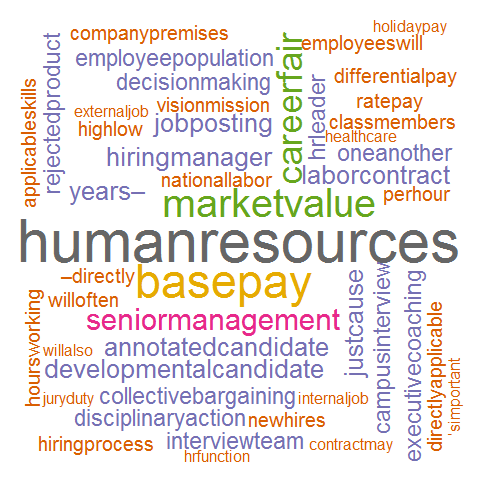 holidaypay
companypremises
employeeswill
employeepopulation
careerfair
rejectedproduct
decisionmaking
hrleader
differentialpay
applicableskills
externaljob
visionmission
ratepay
highlow
jobposting
classmembers
healthcare
hiringmanager
oneanother
nationallabor
laborcontract
years–
marketvalue
perhour
humanresources
–directly
basepay
willoften
hoursworking
seniormanagement
justcause
campusinterview
executivecoaching
directlyapplicable
'simportant
willalso
annotatedcandidate
developmentalcandidate
juryduty
collectivebargaining
internaljob
disciplinaryaction
newhires
hiringprocess
interviewteam
contractmay
hrfunction